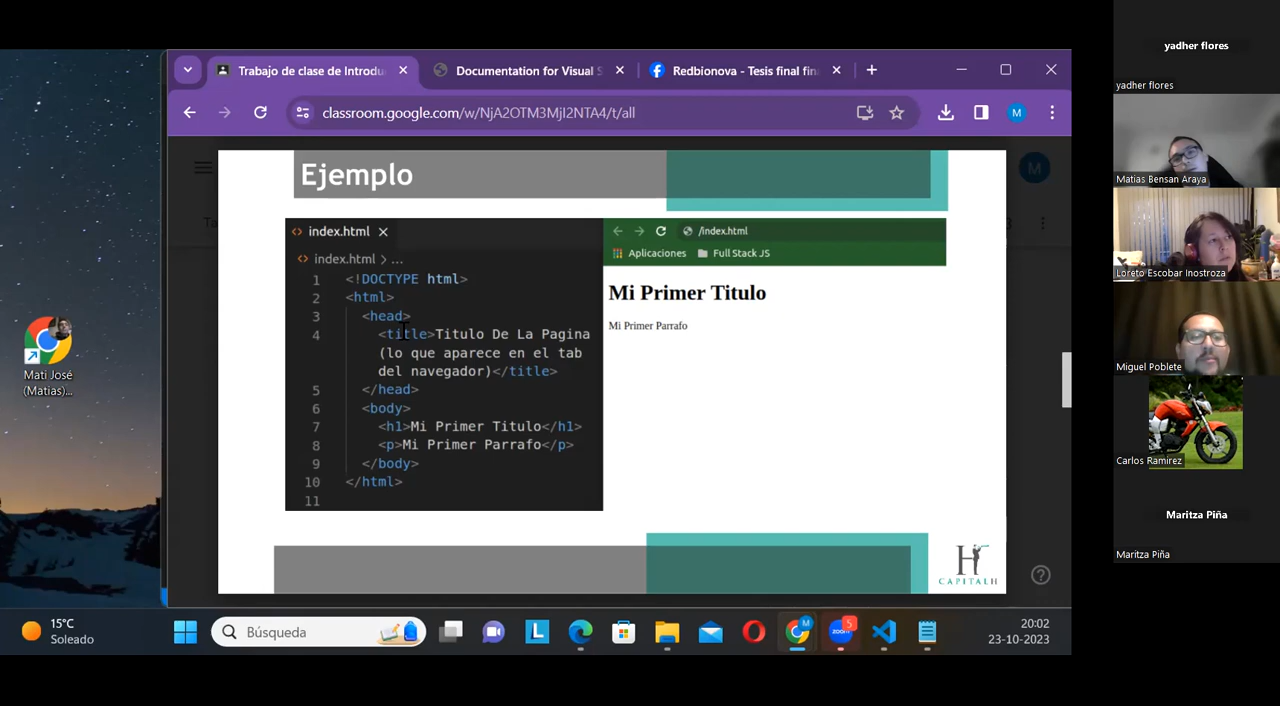 Trabajo de clase de Introdu
Documentation for Visual S
Redbionova - Tesis final fin
classroom.google.com/w/NjA2OTM3MjI2NTA4/t/all
M
M
Ejemplo
index.html
index.html > ...
1 <!DOCTYPE html>
2 <html>
3 <head>
4 <title>Titulo De La Pagina
(lo que aparece en el tab
del navegador)</title>
5 </head>
6 <body>
7 <h1>Mi Primer Titulo</h1>
8 <p>Mi Primer Parrafo</p>
9 </body>
10 </html>
11
/index.html
Aplicaciones
Full Stack JS
Mi Primer Titulo
Mi Primer Parrafo
H
CAPITALH
Mati José
(Matias)...
15°C
Soleado
Búsqueda
L
M
zoom
5
20:02
23-10-2023
yadher flores
yadher flores
Matias Bensan Araya
Loreto Escobar Inostroza
Miguel Poblete
Carlos Ramirez
Maritza Piña
Maritza Piña